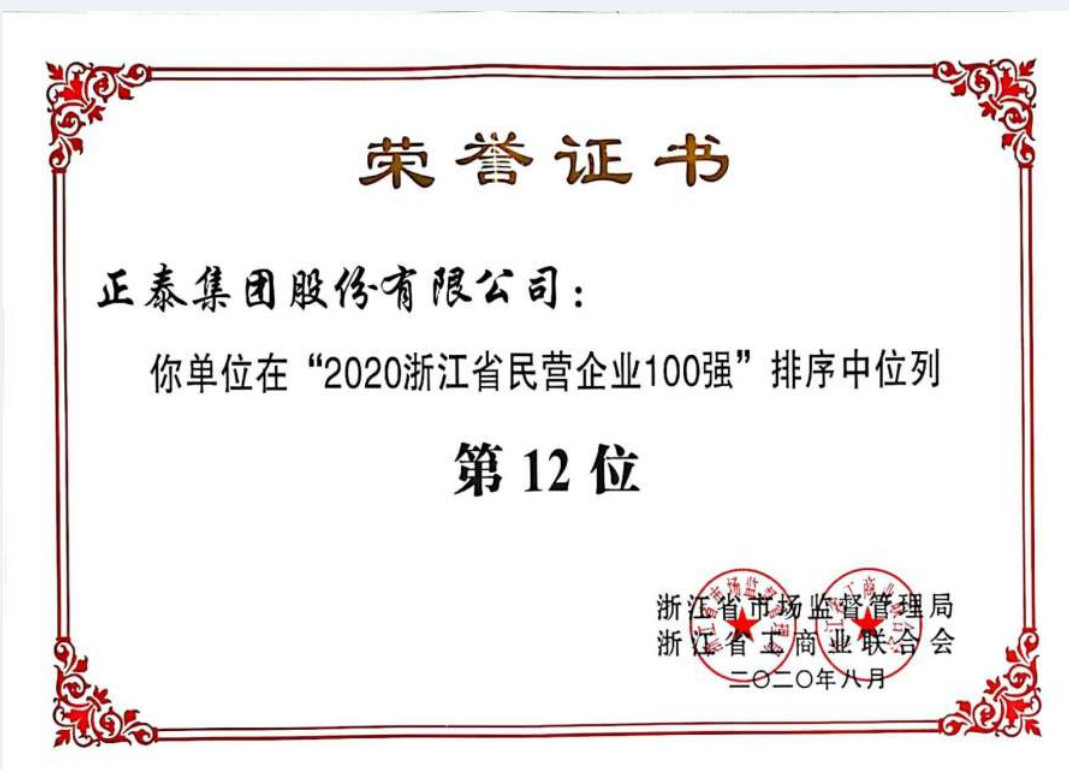 荣誉证书
正泰集团股份有限公司：
你单位在“2020浙江省民营企业100强”排序中位列
第12位
浙江省市场监督管理局
浙江省工商业联合会
二〇二〇年八月